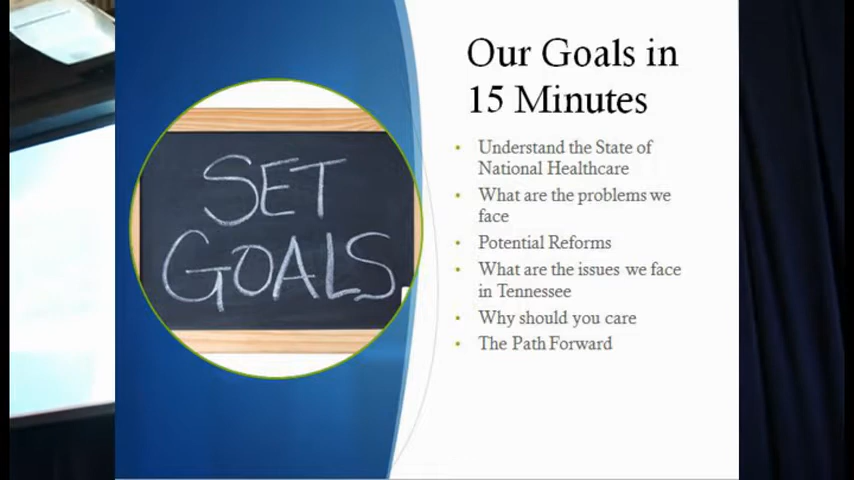 Our Goals in
15 Minutes
SET
GOALS
Understand the State of
National Healthcare
What are the problems we
face
Potential Reforms
What are the issues we face
in Tennessee
Why should you care
The Path Forward